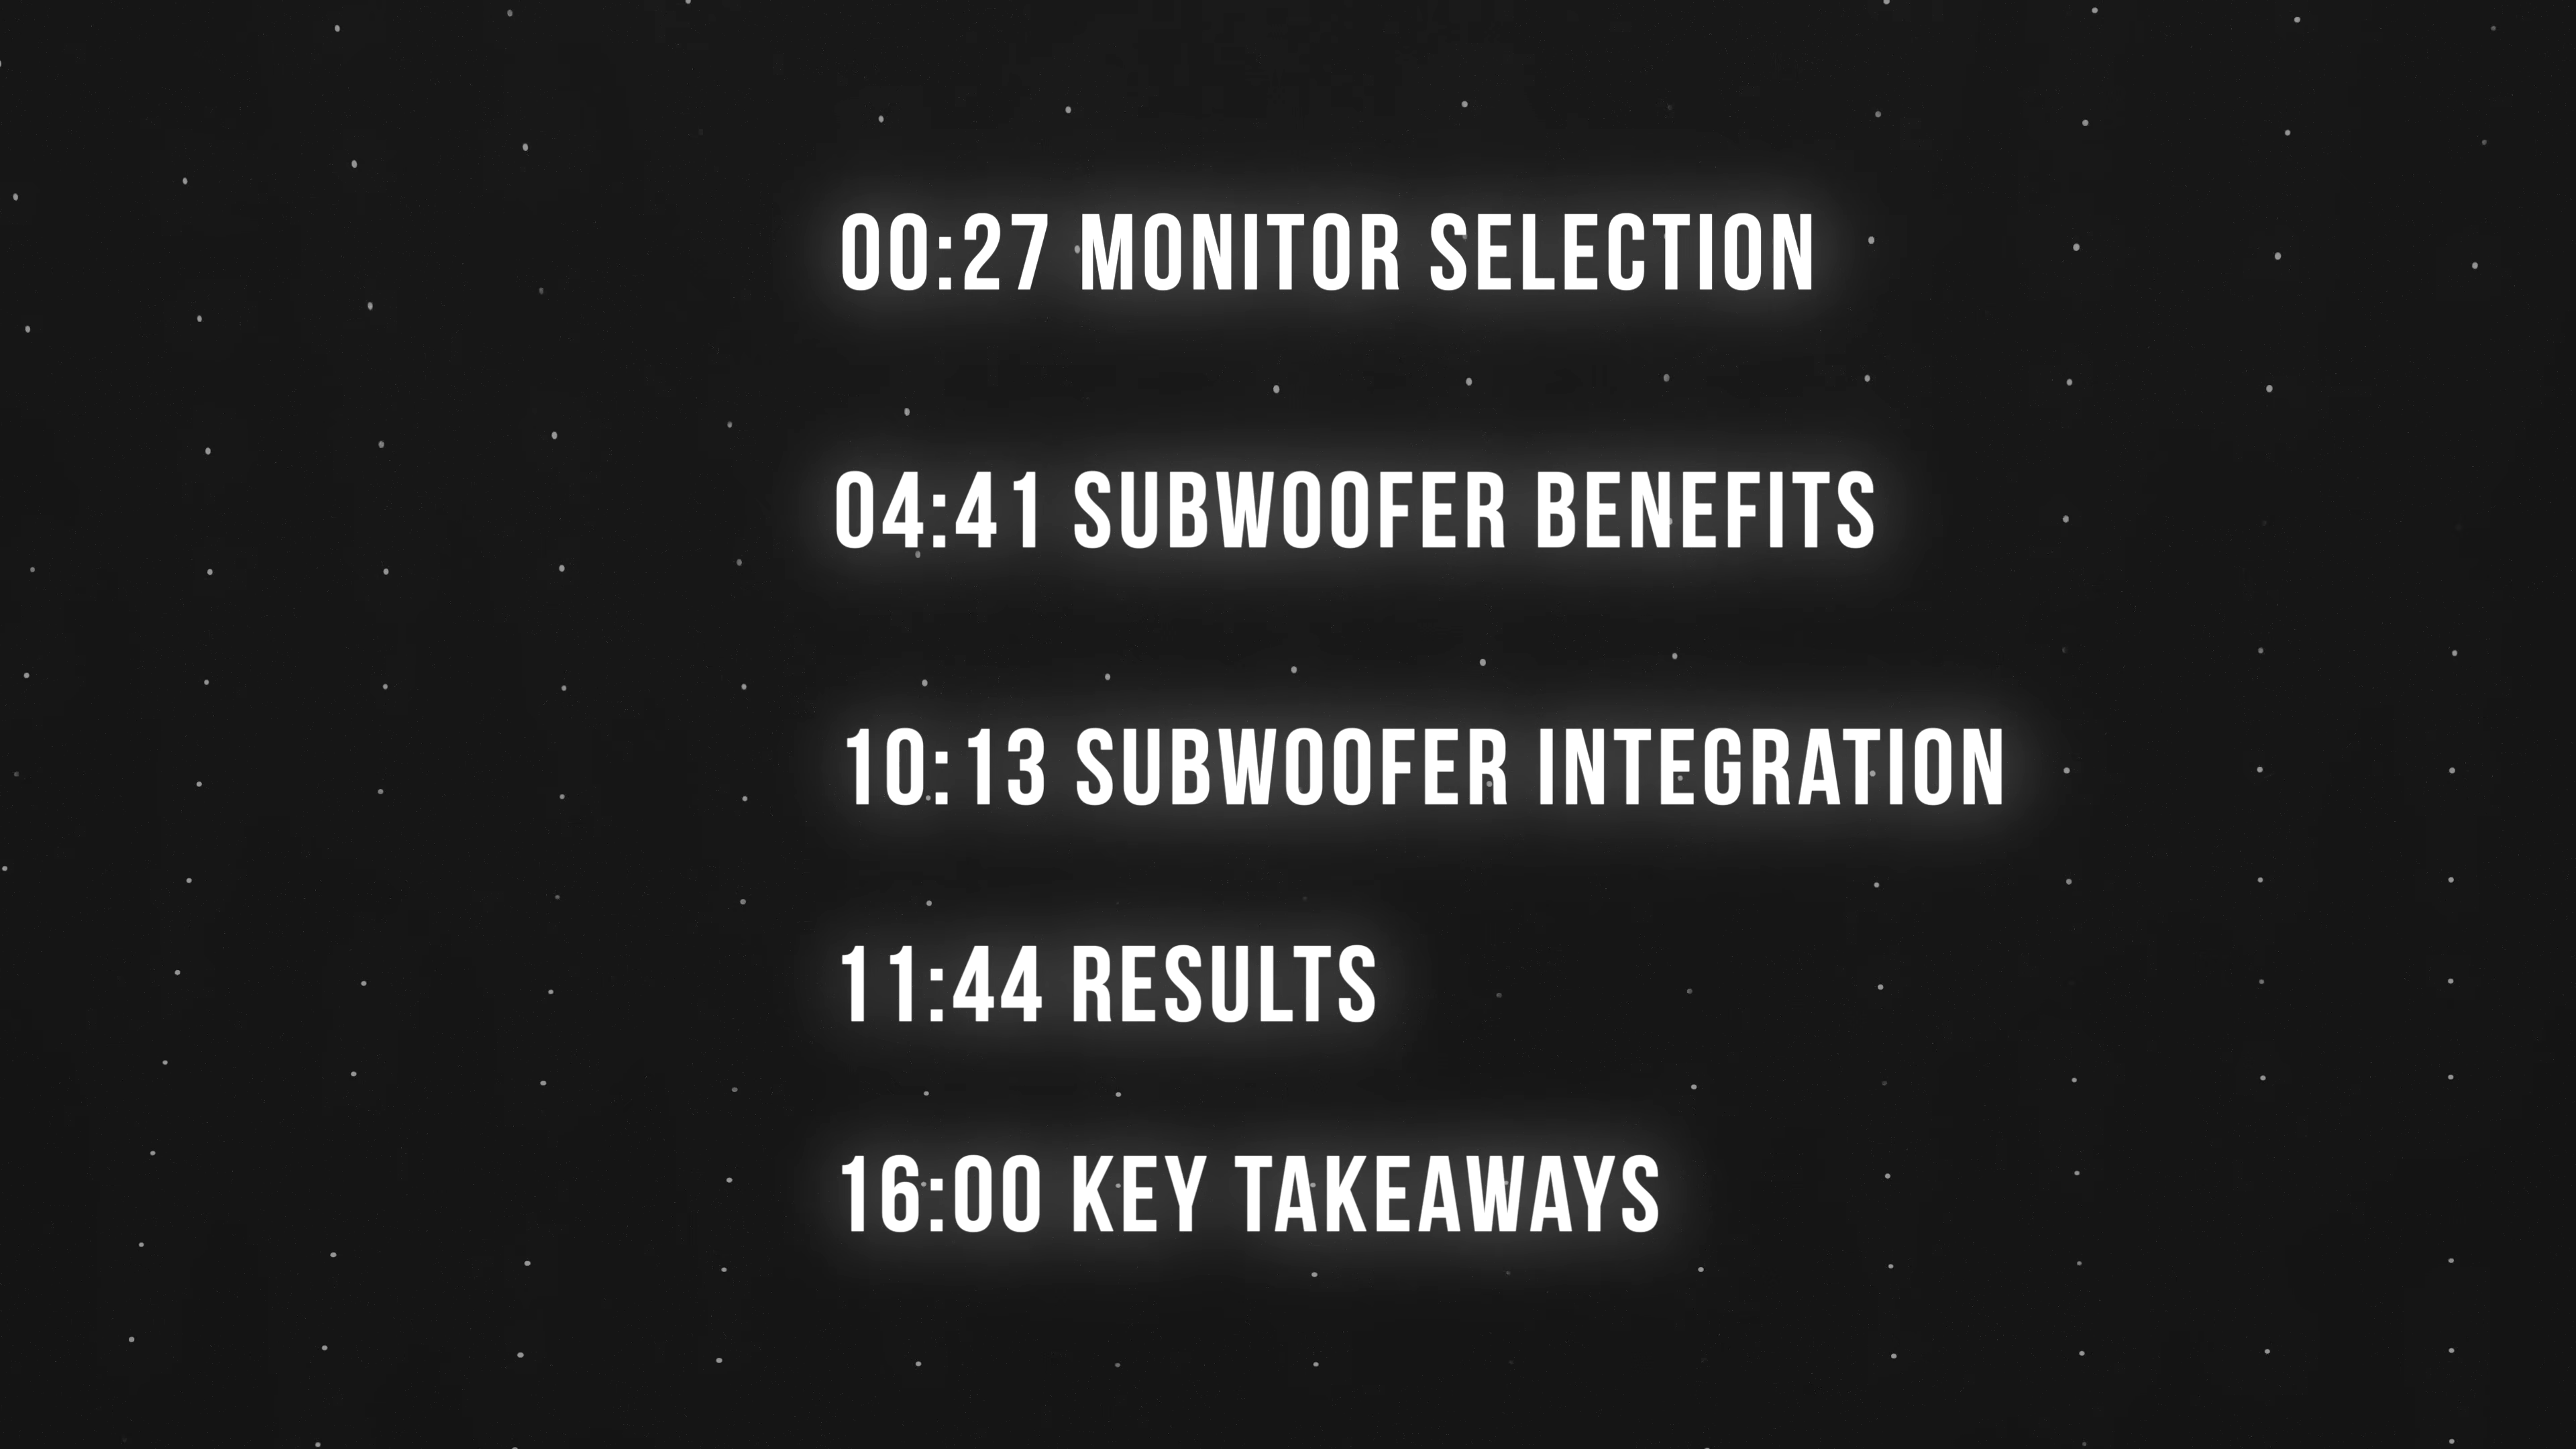 00:27 MONITOR SELECTION
04:41 SUBWOOFER BENEFITS
10:13 SUBWOOFER INTEGRATION
11:44 RESULTS
16:00 KEY TAKEAWAYS